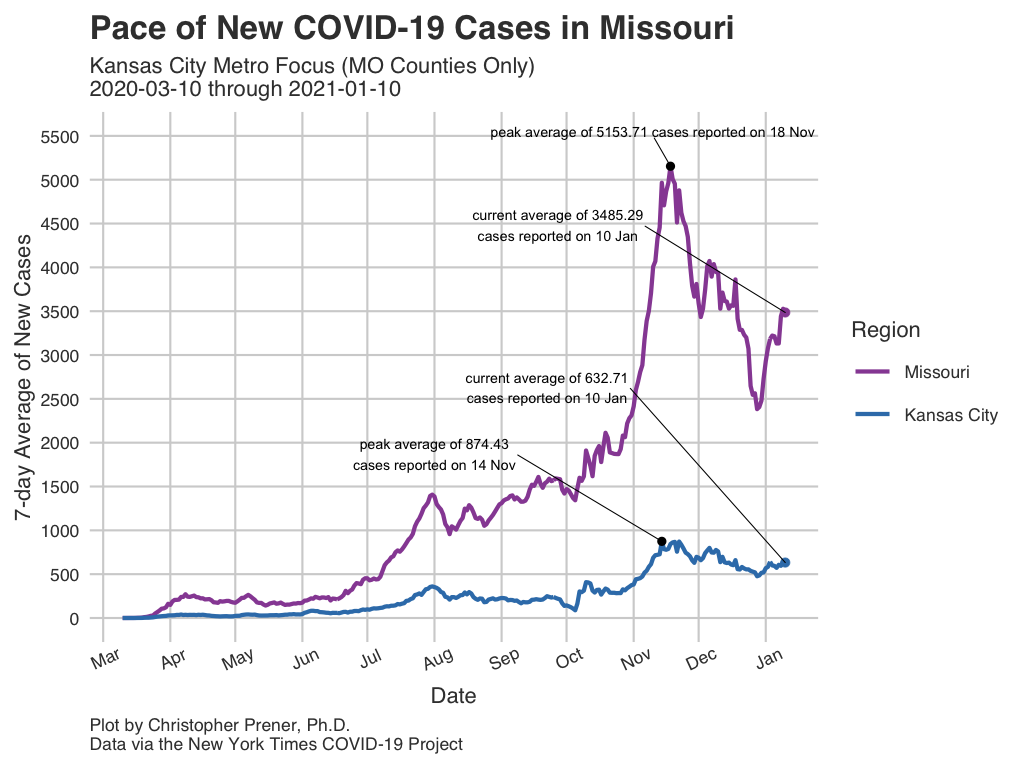 Pace of New COVID-19 Cases in Missouri
Kansas City Metro Focus (MO Counties Only)
2020-03-10 through 2021-01-10
7-day Average of New Cases
5500
5000
4500
4000
3500
3000
2500
2000
1500
1000
500
0
peak average of 5153.71 cases reported on 18 Nov
current average of 3485.29
cases reported on 10 Jan
current average of 632.71
cases reported on 10 Jan
peak average of 874.43
cases reported on 14 Nov
Mar Apr May Jun Jul Aug Sep Oct Nov Dec Jan
Date
Region
Missouri
Kansas City
Plot by Christopher Prener, Ph.D.
Data via the New York Times COVID-19 Project